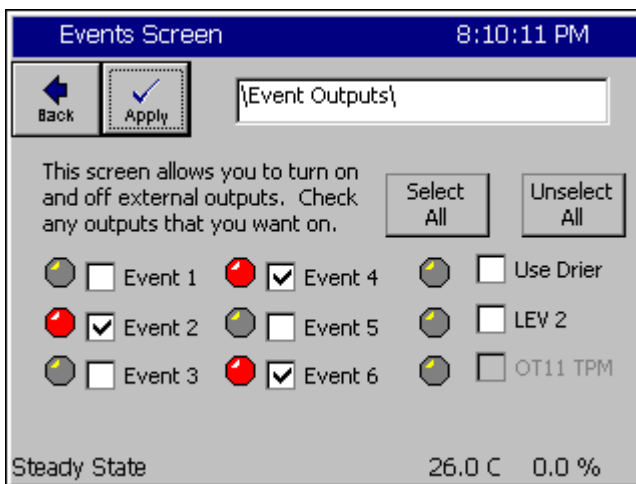 Events Screen 8:10:11 PM
Back Apply \Event Outputs\
This screen allows you to turn on
and off external outputs. Check
any outputs that you want on.
Select
All
Unselect
All
Event 1 Event 4 Use Drier
Event 2 Event 5 LEV 2
Event 3 Event 6 OT11 TPM
Steady State 26.0 C 0.0 %